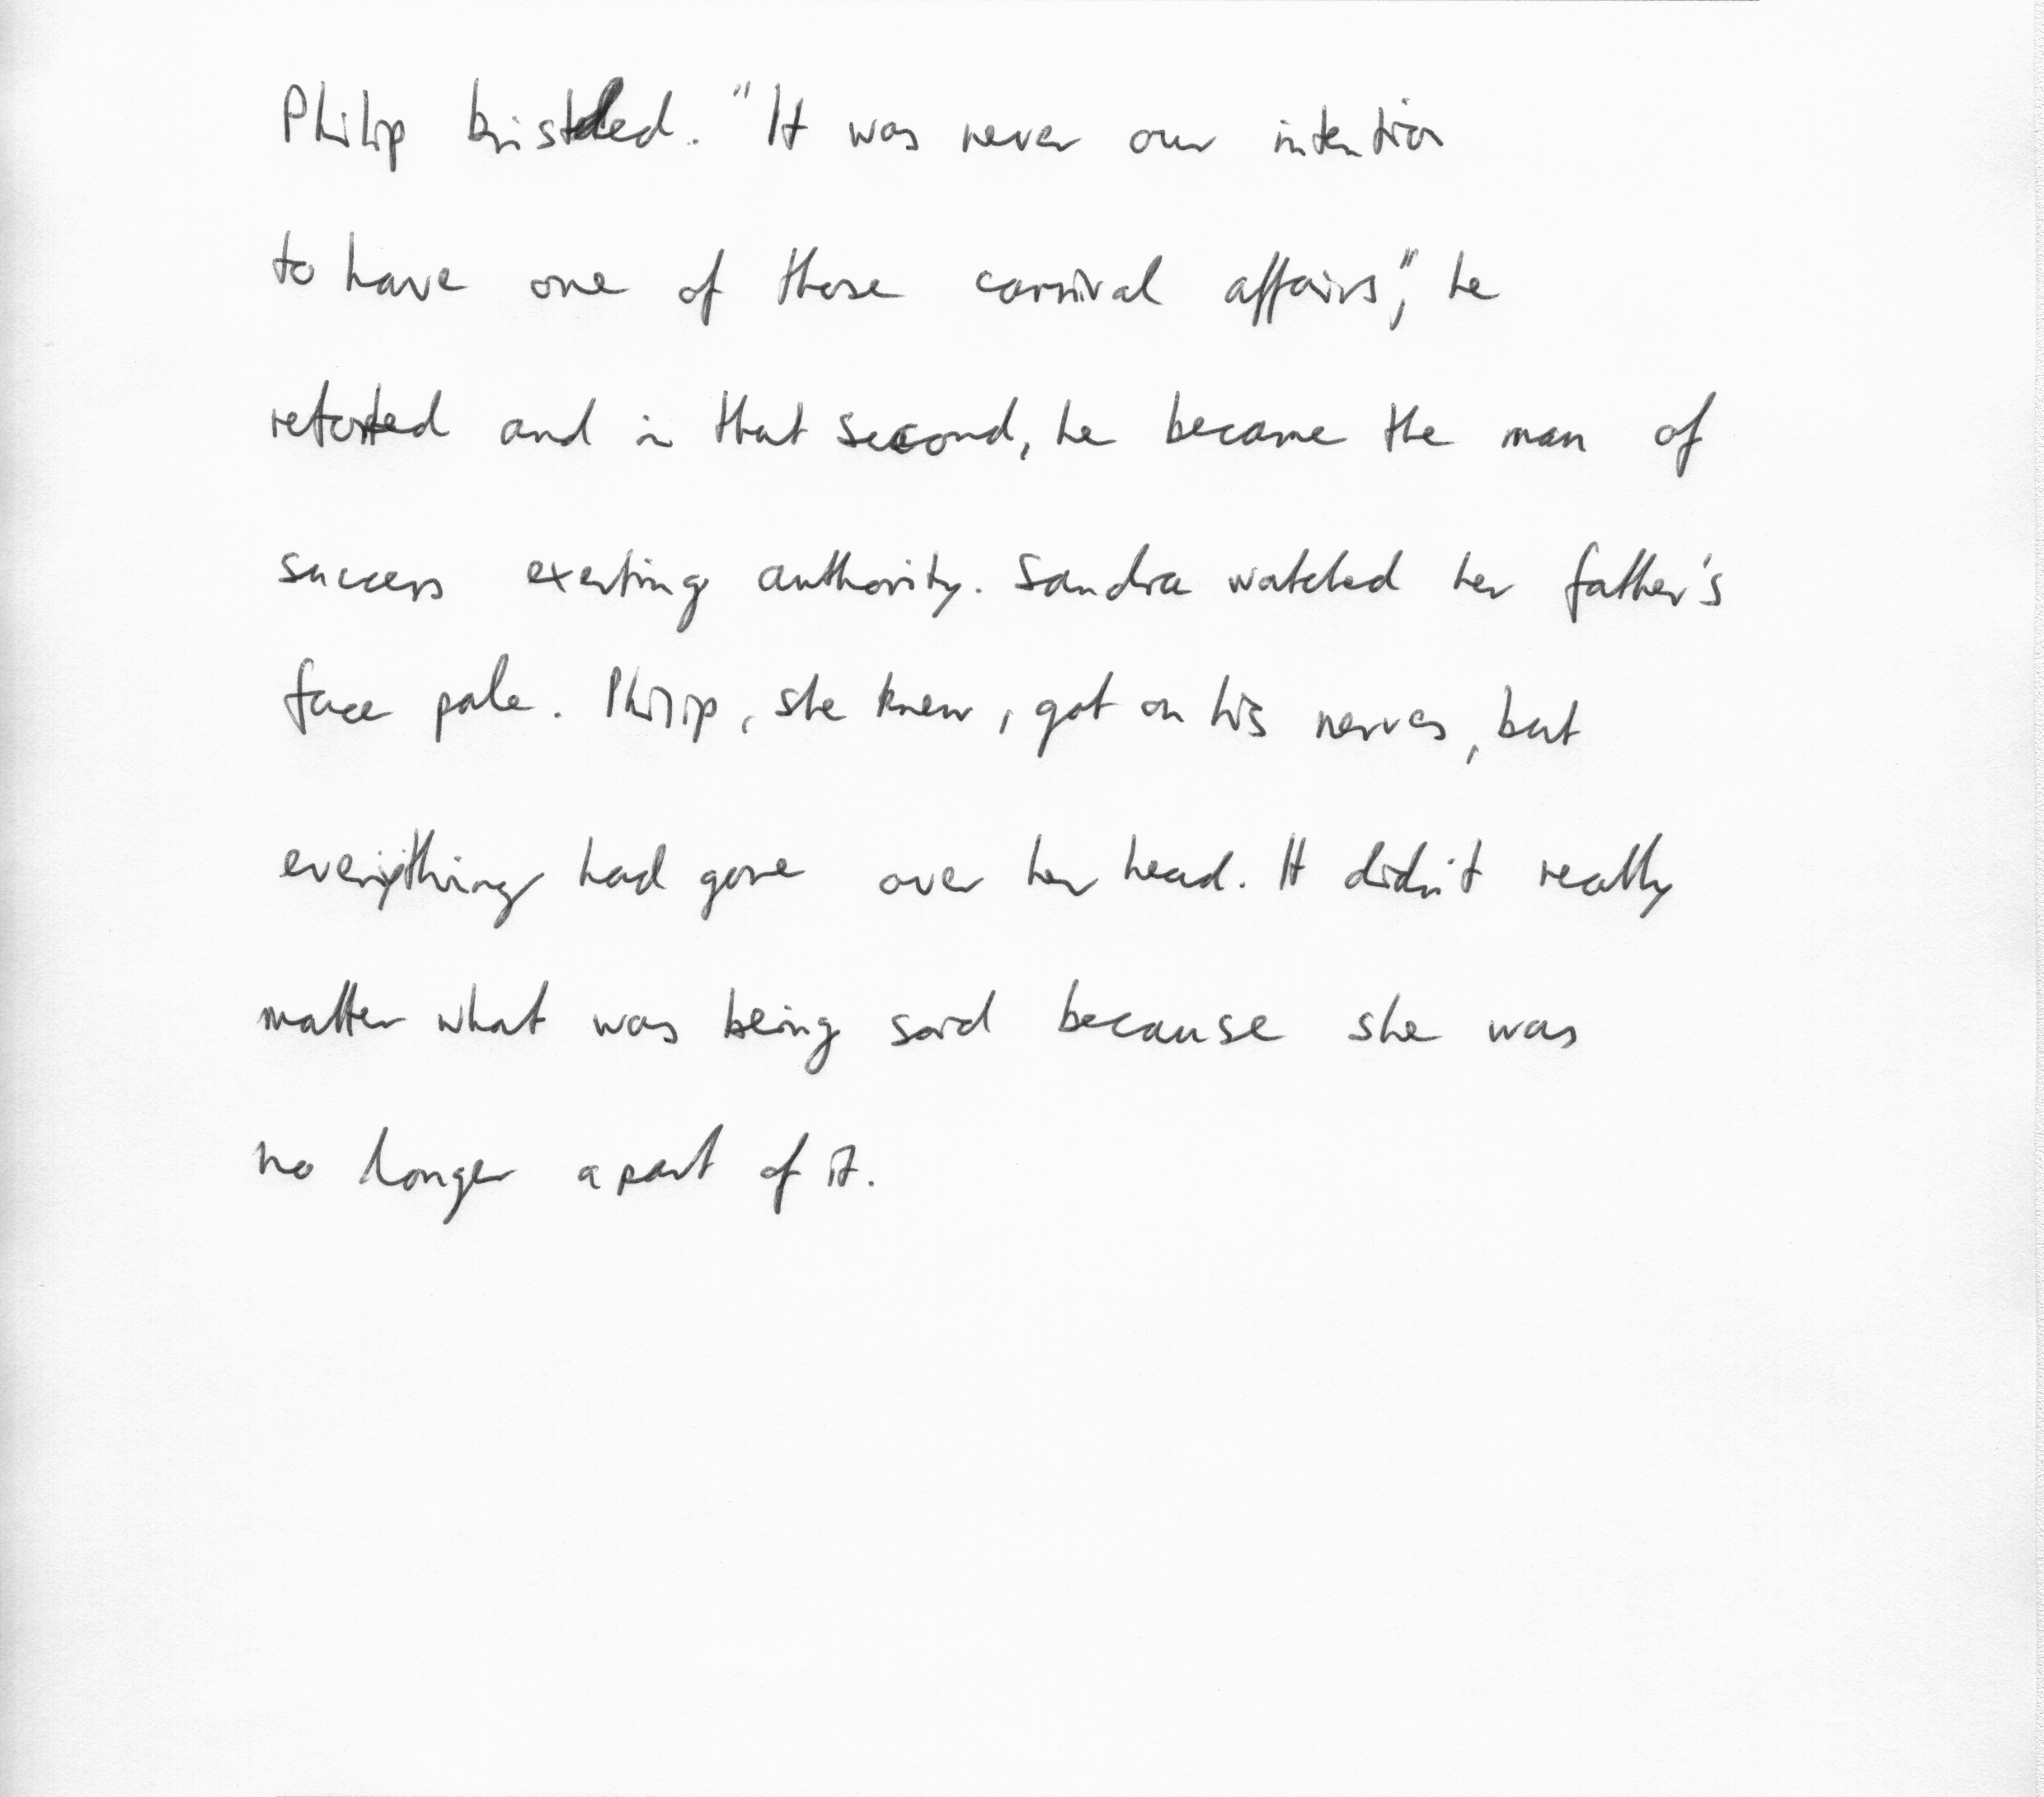 Philip bristled. "It was never our intention
to have one of those carnival affairs," he
retorted and in that second, he became the man of
success exerting authority. Sandra watched her father's
face pale. Philip, she knew, got on his nerves, but
everything had gone over her head. It didn't really
matter what was being said because she was
no longer a part of it.